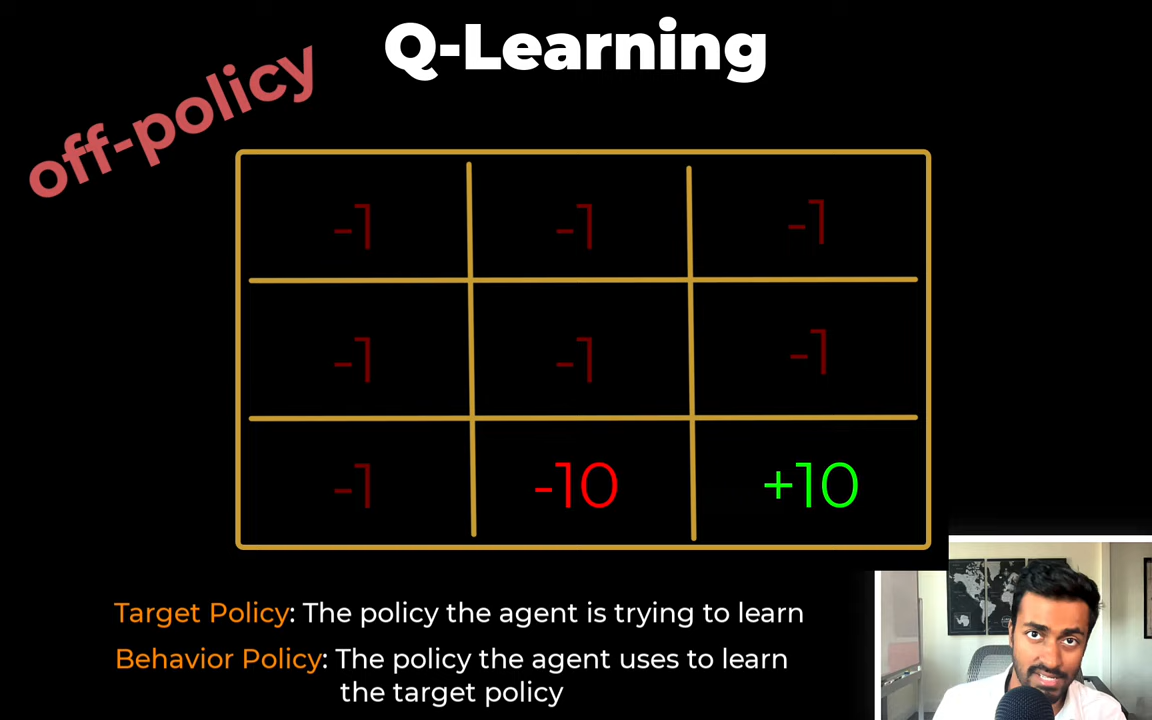 Q-Learning
off-policy
-1 -1 -1
-1 -1 -1
-1 -10 +10
Target Policy: The policy the agent is trying to learn
Behavior Policy: The policy the agent uses to learn
the target policy